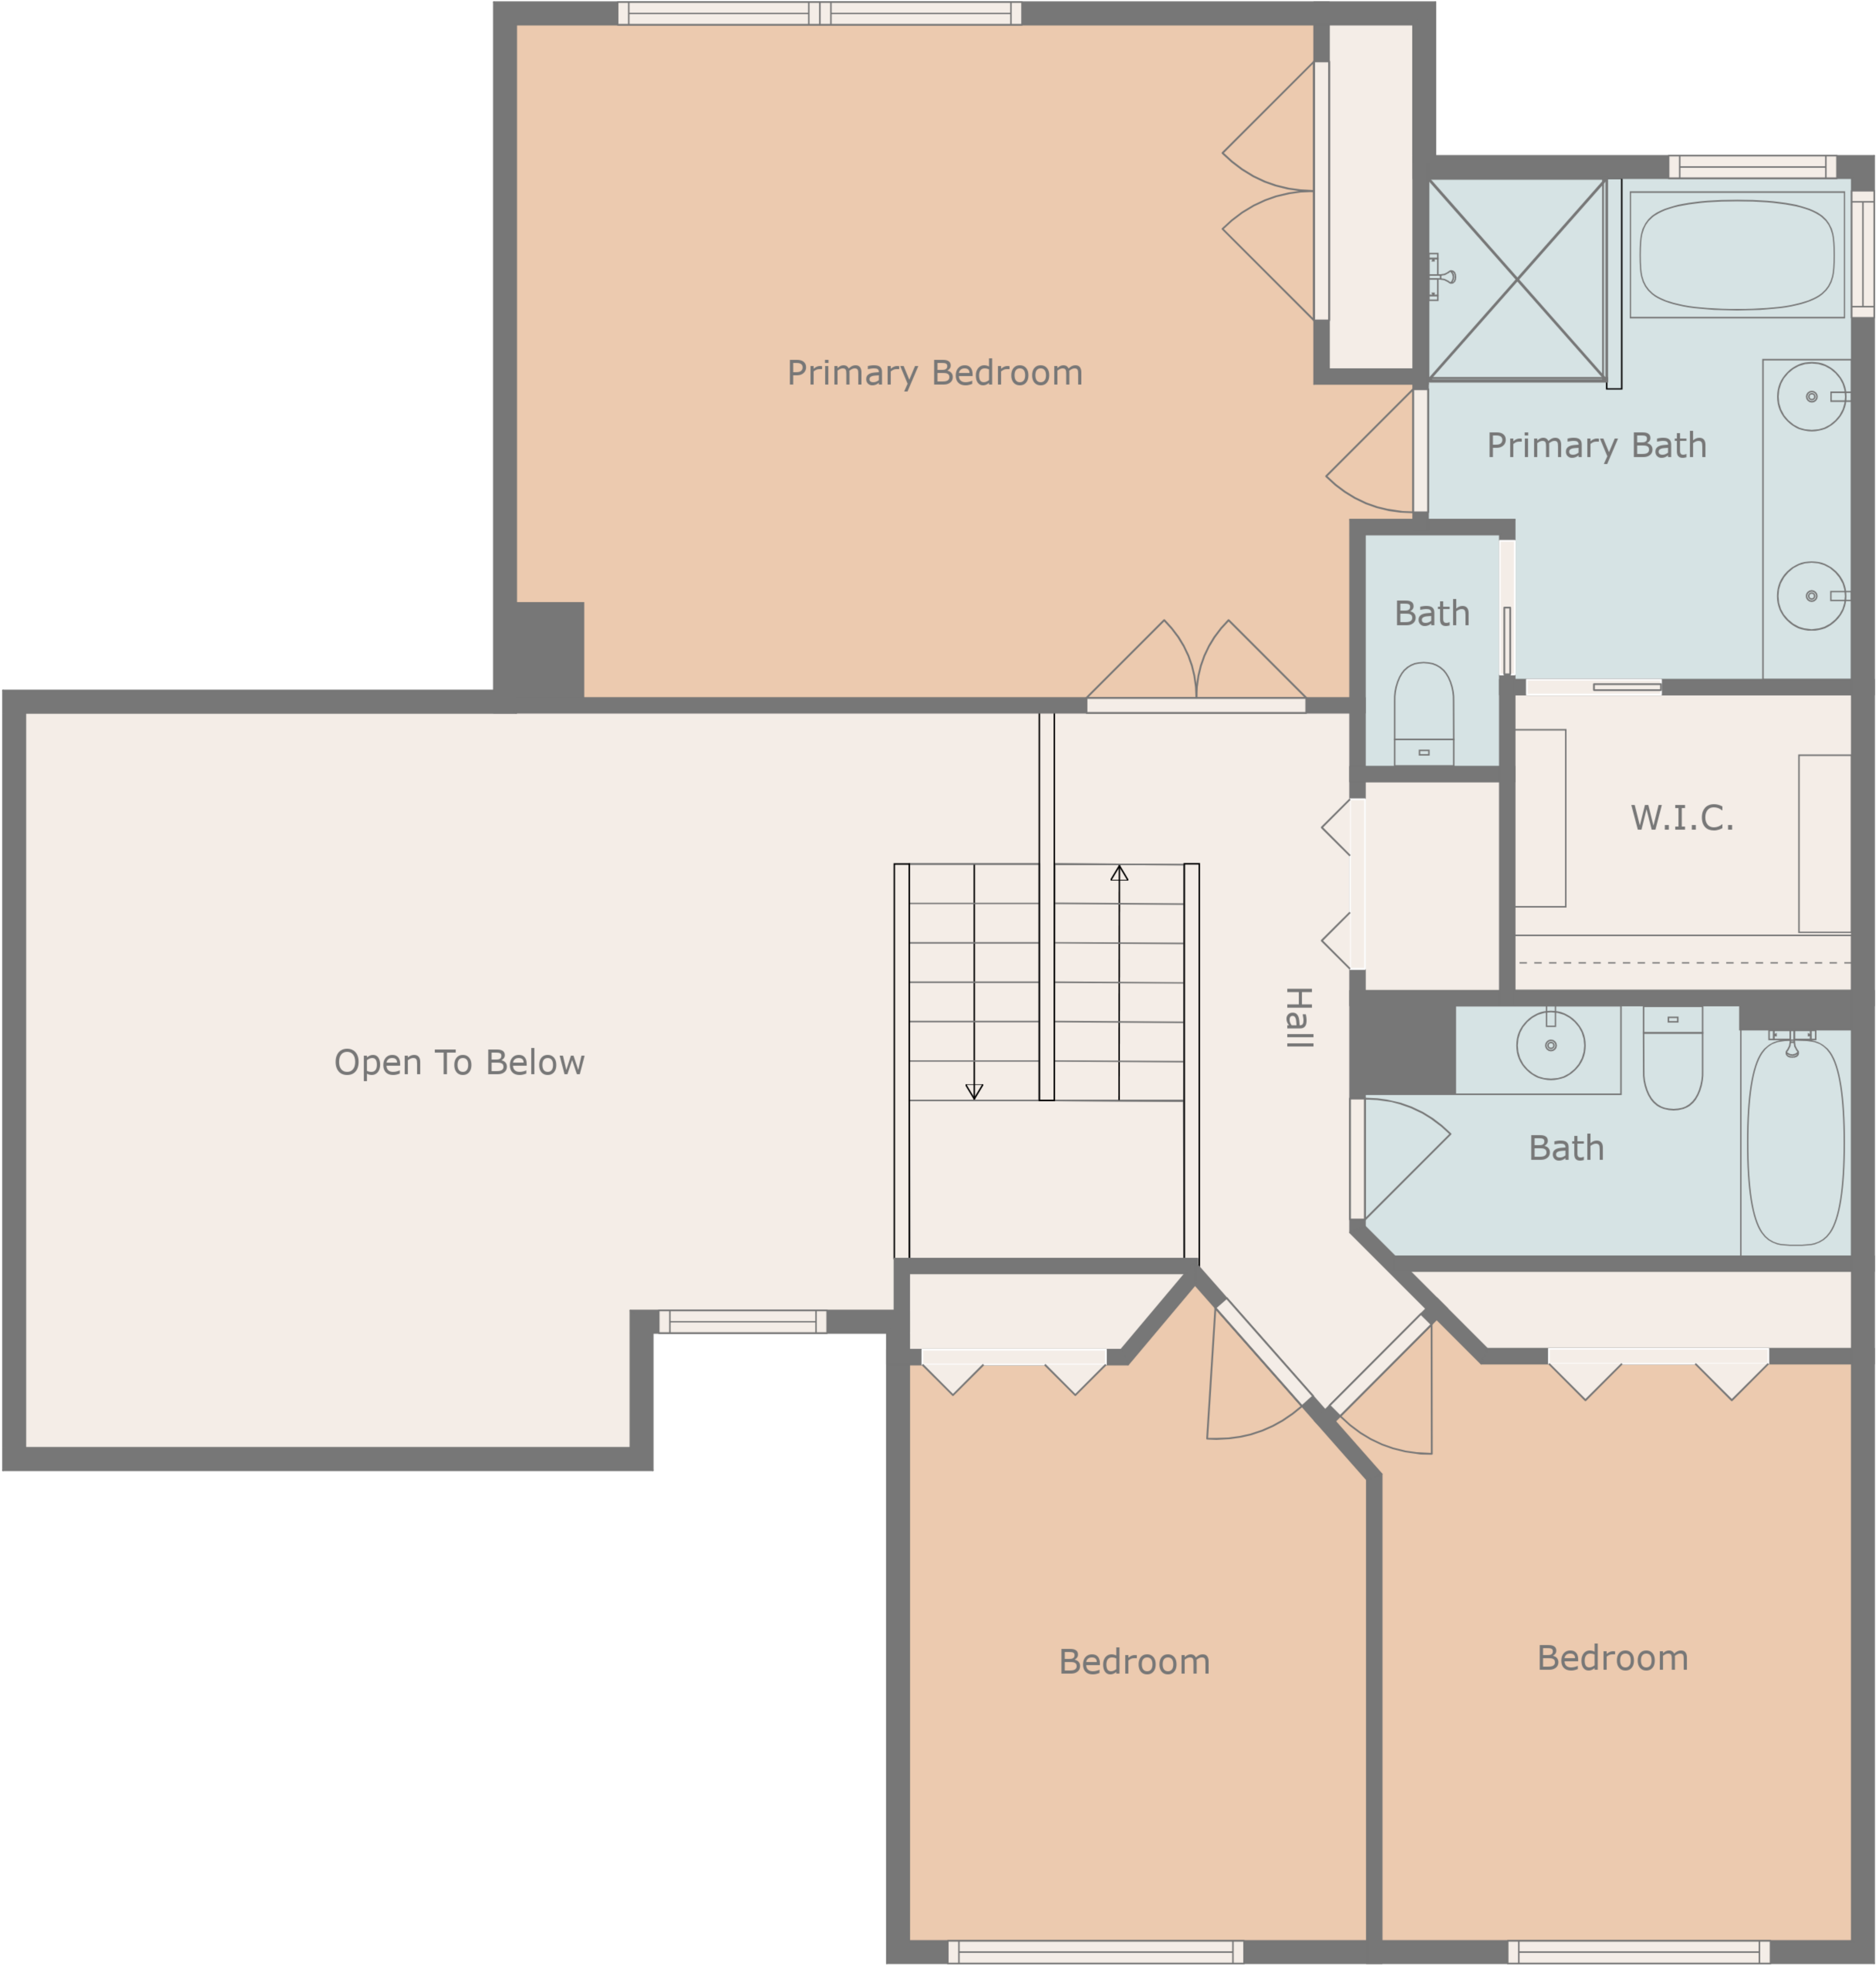 Primary Bedroom
Primary Bath
Bath
W.I.C.
Hall
Open To Below
Bath
Bedroom
Bedroom